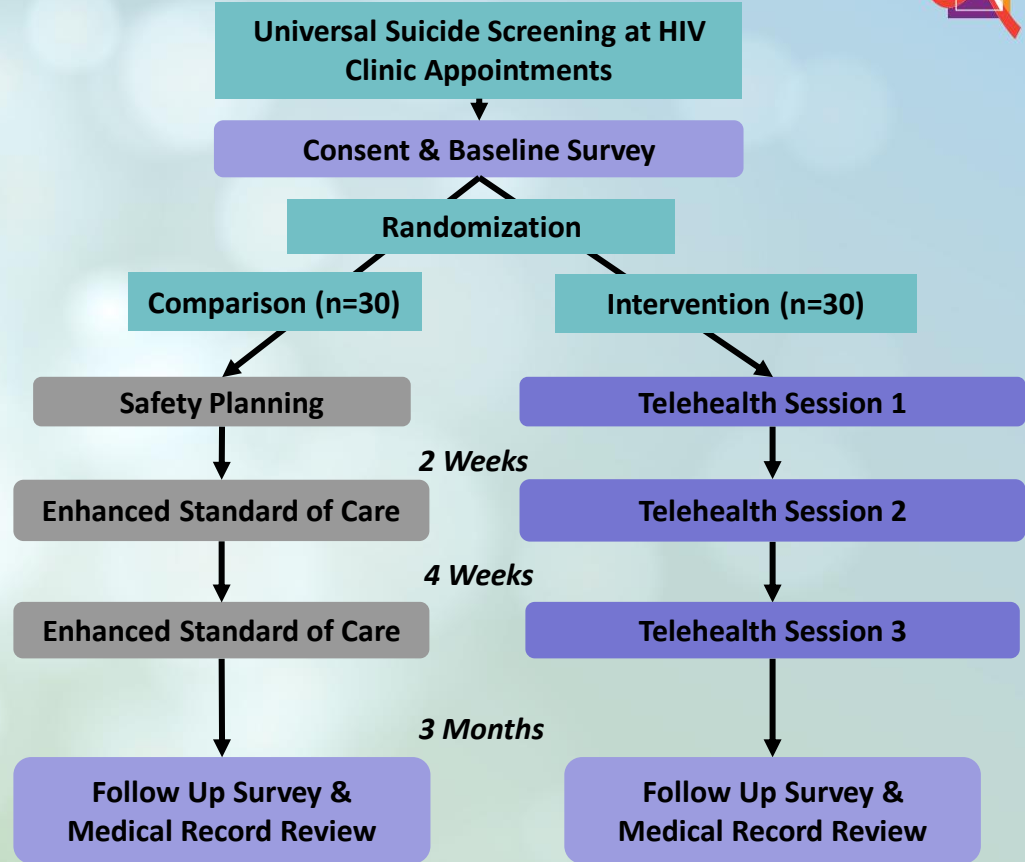 Universal Suicide Screening at HIV
Clinic Appointments
Consent & Baseline Survey
Randomization
Comparison (n=30)
Intervention (n=30)
Safety Planning
Telehealth Session 1
2 Weeks
Enhanced Standard of Care
Telehealth Session 2
4 Weeks
Enhanced Standard of Care
Telehealth Session 3
3 Months
Follow Up Survey &
Medical Record Review
Follow Up Survey &
Medical Record Review